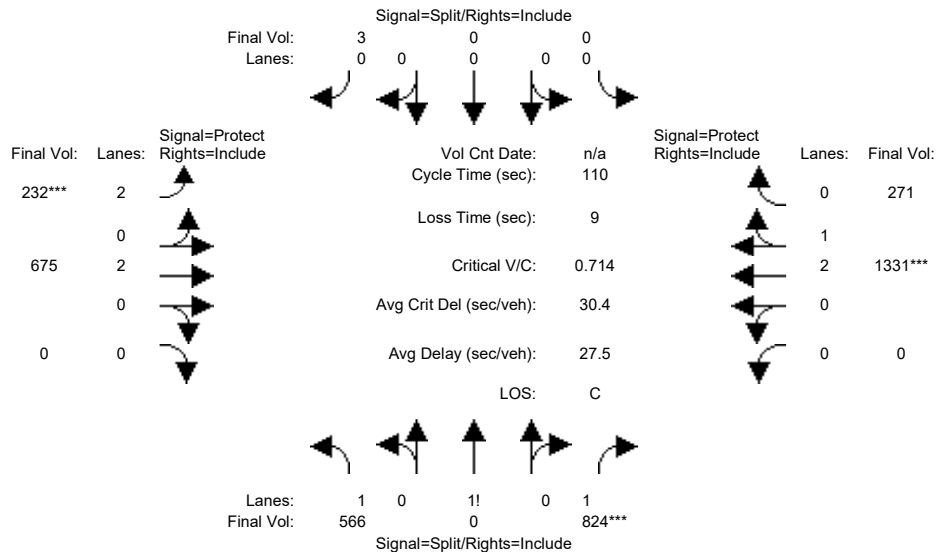 Signal=Split/Rights=Include
Final Vol: 3 0 0
Lanes: 0 0 0 0 0
Signal=Protect Signal=Protect
Final Vol: Lanes: Rights=Include Vol Cnt Date: n/a Rights=Include Lanes: Final Vol:
Cycle Time (sec): 110
232*** 2 0 271
Loss Time (sec): 9
0 1
675 2 Critical V/C: 0.714 2 1331***
0 Avg Crit Del (sec/veh): 30.4 0
0 0 Avg Delay (sec/veh): 27.5 0 0
LOS: C
Lanes: 1 0 1! 0 1
Final Vol: 566 0 824***
Signal=Split/Rights=Include